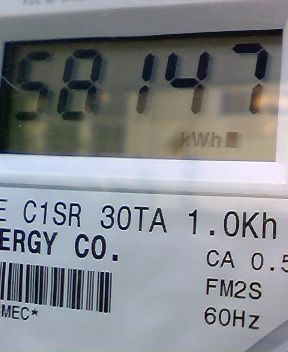 58147
kWh
E C1SR 30TA 1.0Kh
ERGY CO.
CA 0.5
FM2S
MEC*
60Hz